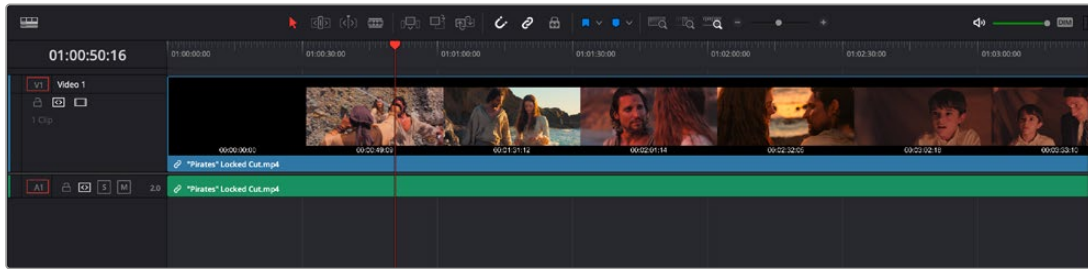 DIM
01:00:50:16
01:00:00:00
01:00:30:00
01:01:00:00
01:01:30:00
01:02:00:00
01:02:30:00
01:03:00:00
V1 Video 1
1 Clip
00:00:00:00
00:00:49:09
00:01:31:12
00:02:01:14
00:02:32:05
00:03:02:18
00:03:33:10
"Pirates" Locked Cut.mp4
A1 S M 2.0
"Pirates" Locked Cut.mp4